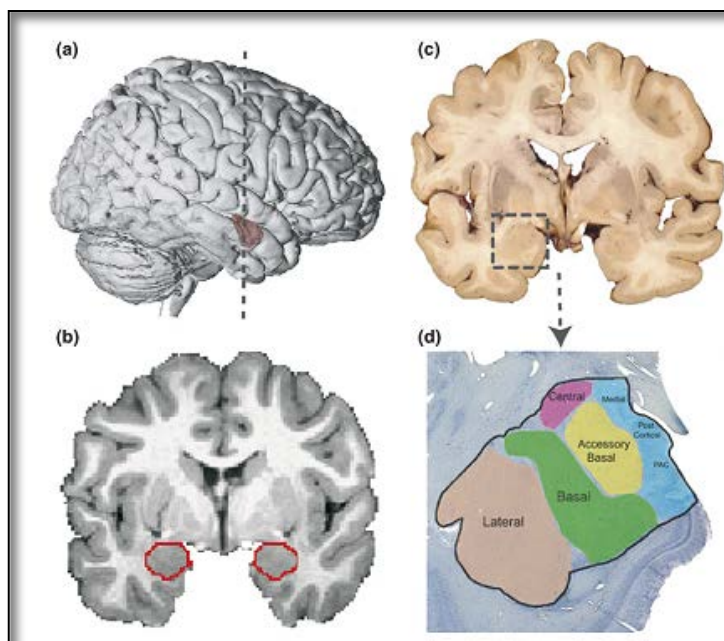 (a)
(c)
(b)
(d)
Central
Medial
Post
Cortical
Accessory
Basal
PAC
Basal
Lateral